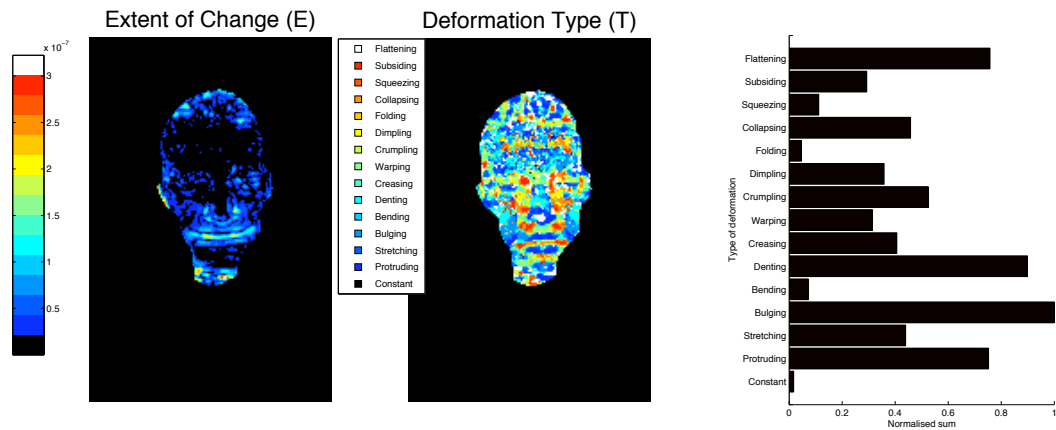 Extent of Change (E)
x 10-7
3
2.5
2
1.5
1
0.5
Deformation Type (T)
Flattening
Subsiding
Squeezing
Collapsing
Folding
Dimpling
Crumpling
Warping
Creasing
Denting
Bending
Bulging
Stretching
Protruding
Constant
Type of deformation
Flattening
Subsiding
Squeezing
Collapsing
Folding
Dimpling
Crumpling
Warping
Creasing
Denting
Bending
Bulging
Stretching
Protruding
Constant
0 0.2 0.4 0.6 0.8 1
Normalised sum